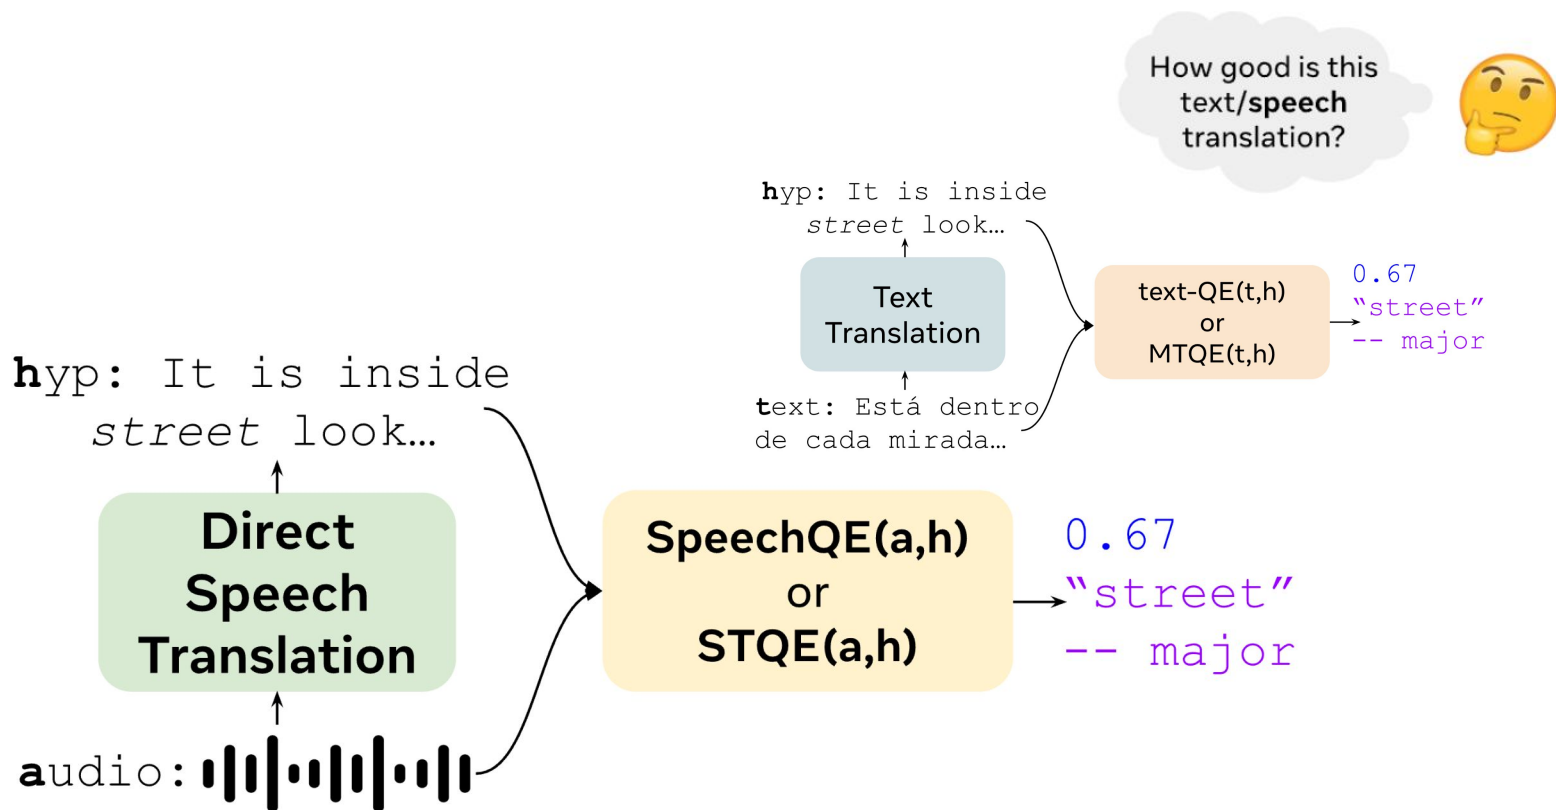 How good is this
text/speech
translation?
hyp: It is inside
street look…
Text
Translation
text: Está dentro
de cada mirada…
text-QE(t,h)
or
MTQE(t,h)
0.67
“street”
-- major
hyp: It is inside
street look…
Direct
Speech
Translation
audio:
SpeechQE(a,h)
or
STQE(a,h)
0.67
“street”
-- major